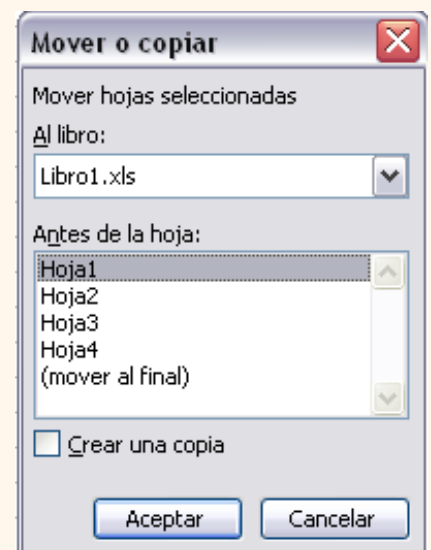 Mover o copiar
Mover hojas seleccionadas
Al libro:
Libro1.xls
Antes de la hoja:
Hoja1
Hoja2
Hoja3
Hoja4
(mover al final)
Crear una copia
Aceptar Cancelar